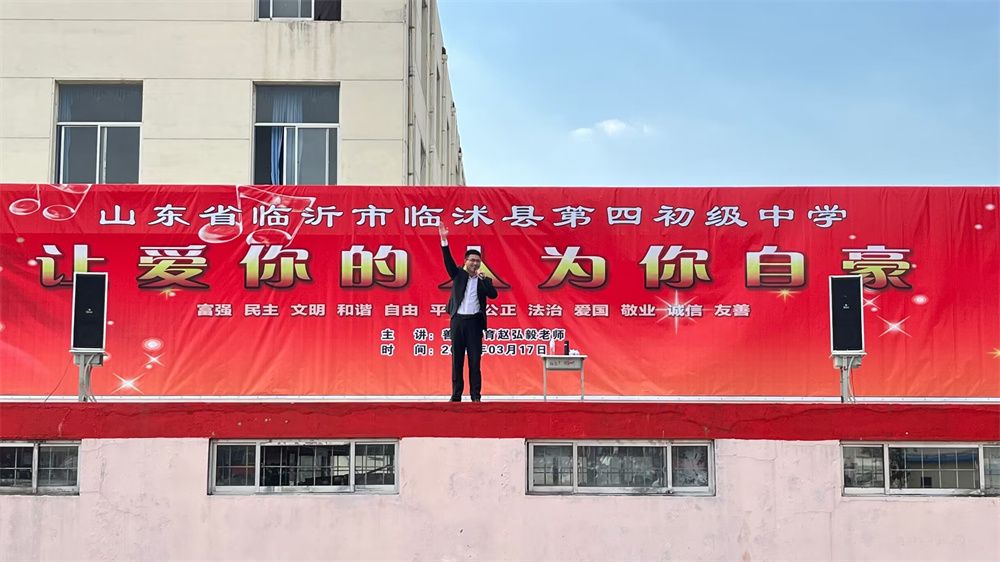 山东省临沂市临沭县第四初级中学
让爱你的人为你自豪
富强 民主 文明 和谐 自由 平 公正 法治 爱国 敬业 诚信 友善
主 讲: 善 育赵弘毅老师
时 间: 20 年03月17日